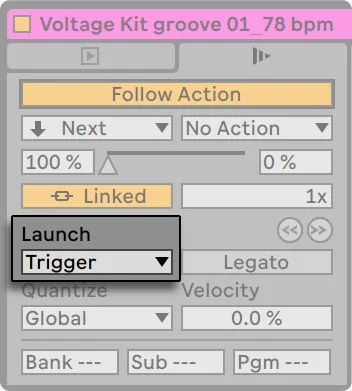 Voltage Kit groove 01_78 bpm
Follow Action
Next No Action
100 % 0 %
Linked 1x
Launch
Trigger Legato
Quantize Velocity
Global 0.0 %
Bank --- Sub --- Pgm ---